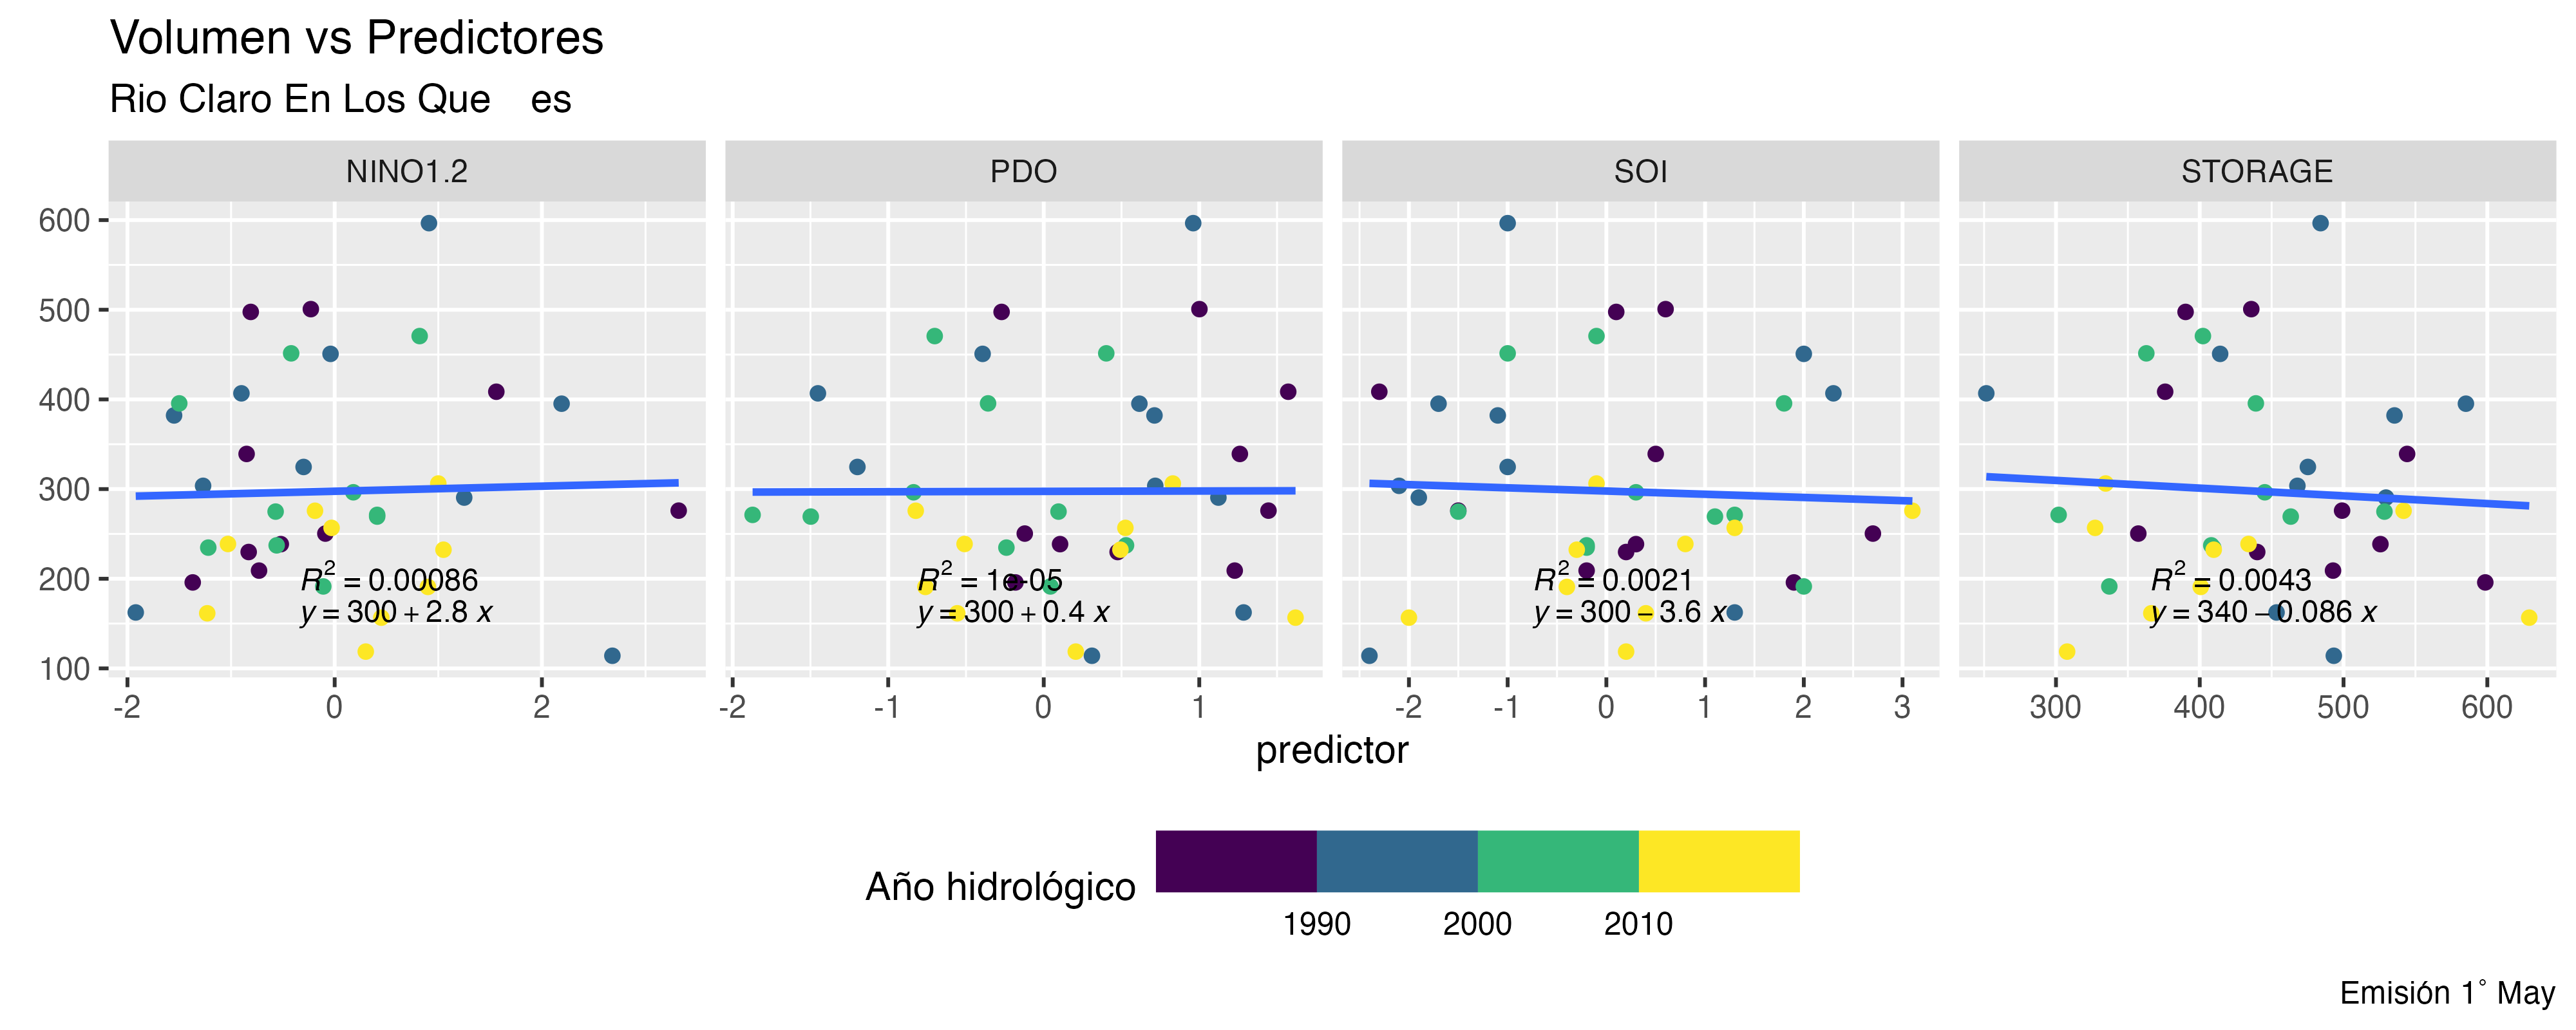 Volumen vs Predictores
Rio Claro En Los Que    es
NINO1.2
PDO
SOI
STORAGE
600
500
400
300
200
100
R² = 0.00086
y = 300 + 2.8 x
R² = 1e-05
y = 300 + 0.4 x
R² = 0.0021
y = 300 − 3.6 x
R² = 0.0043
y = 340 − 0.086 x
-2 0 2
-2 -1 0 1
-2 -1 0 1 2 3
300 400 500 600
predictor
Año hidrológico
1990 2000 2010
Emisión 1° May